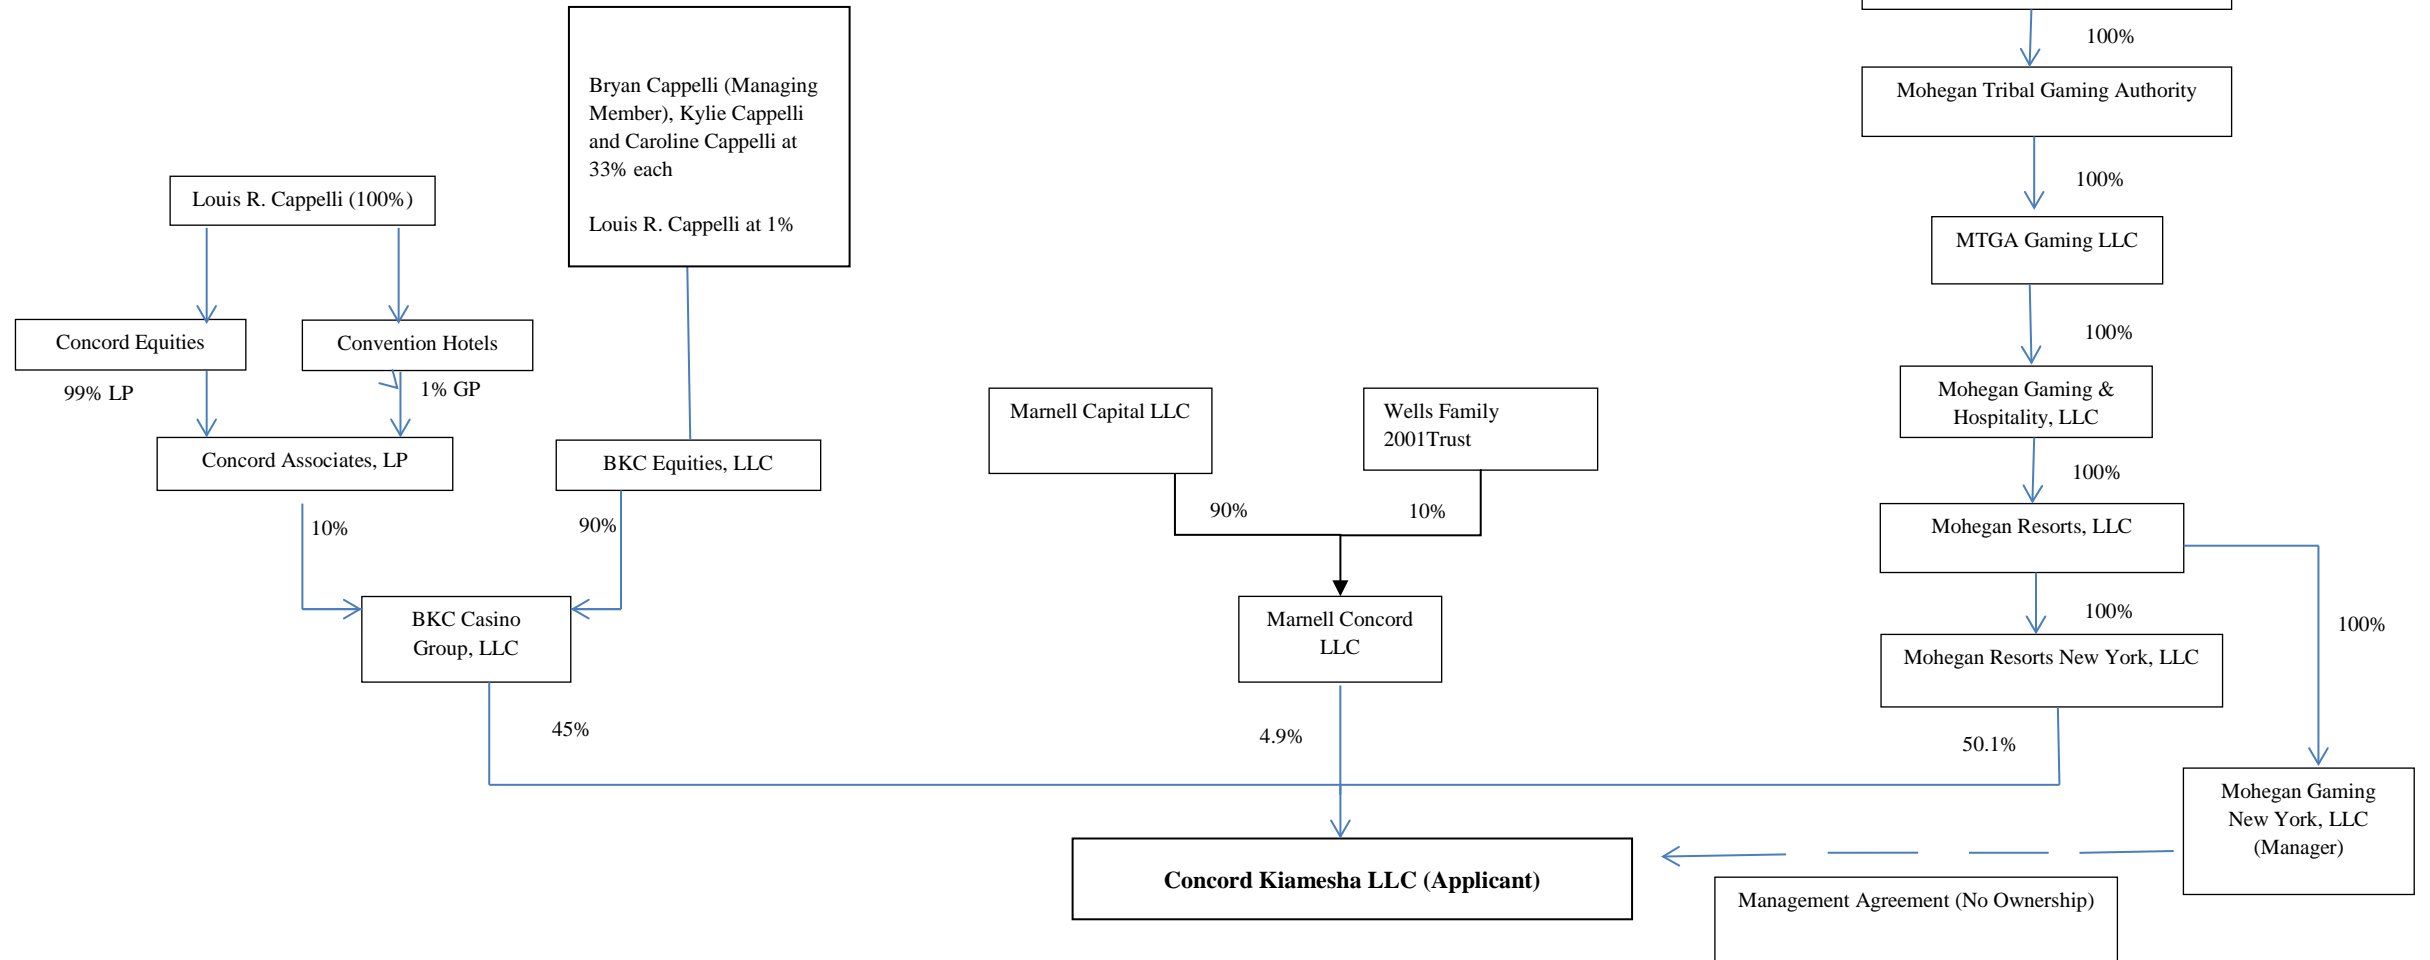 100%
Mohegan Tribal Gaming Authority
Bryan Cappelli (Managing
Member), Kylie Cappelli
and Caroline Cappelli at
33% each
Louis R. Cappelli at 1%
100%
Louis R. Cappelli (100%)
MTGA Gaming LLC
100%
Concord Equities
Convention Hotels
99% LP
1% GP
Mohegan Gaming &
Hospitality, LLC
Marnell Capital LLC
Wells Family
2001Trust
Concord Associates, LP
BKC Equities, LLC
100%
10%
90%
90%
10%
Mohegan Resorts, LLC
BKC Casino
Group, LLC
Marnell Concord
LLC
100%
100%
Mohegan Resorts New York, LLC
45%
4.9%
50.1%
Mohegan Gaming
New York, LLC
(Manager)
Concord Kiamesha LLC (Applicant)
Management Agreement (No Ownership)